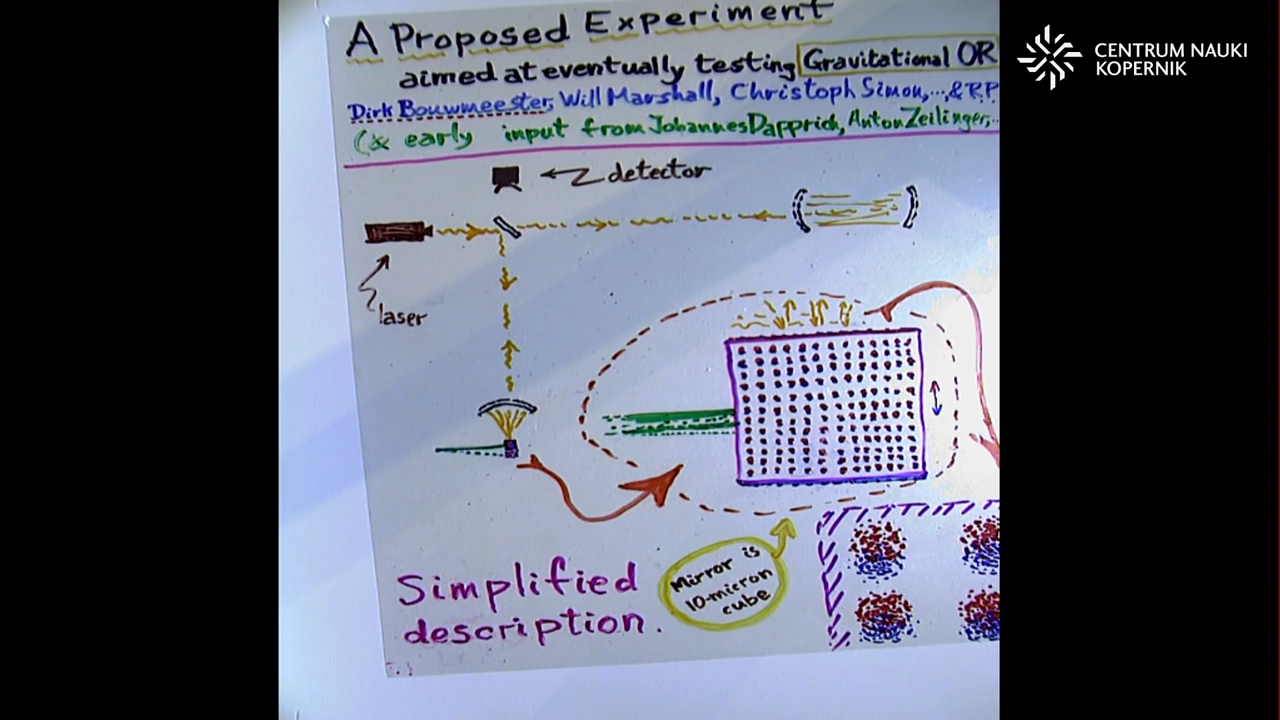 A Proposed Experiment
aimed at eventually testing Gravitational OR
Dirk Bouwmeester, Will Marshall, Christoph Simon,...,& R.P
(& early input from Johannes Dapprich, Anton Zeilinger,..
detector
laser
Mirror is
10-micron
cube
Simplified
description.
CENTRUM NAUKI
KOPERNIK